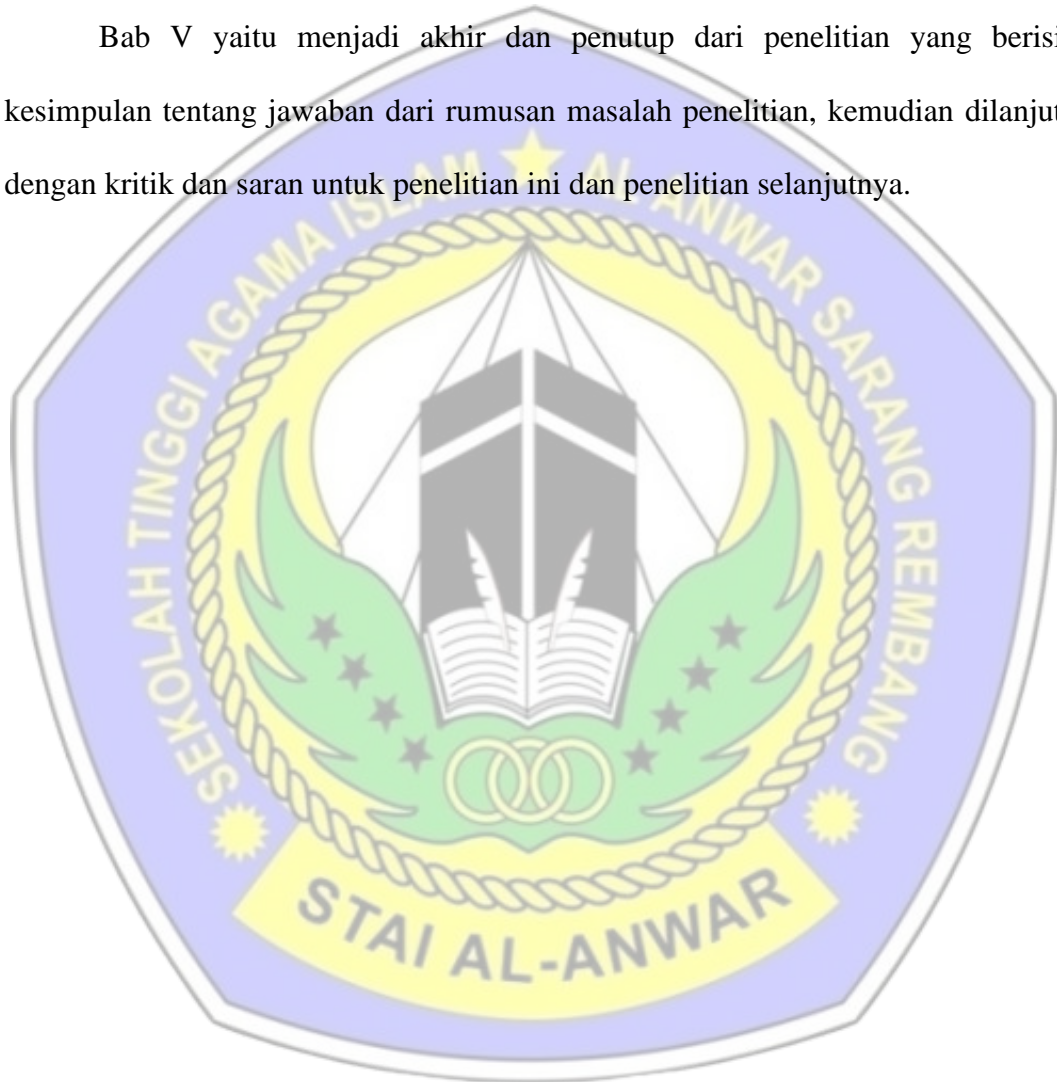 Bab V yaitu menjadi akhir dan penutup dari penelitian yang berisi
kesimpulan tentang jawaban dari rumusan masalah penelitian, kemudian dilanjut
dengan kritik dan saran untuk penelitian ini dan penelitian selanjutnya.
SEKOLAH TINGGI AGAMA ISLAM AL-ANWAR SARANG REMBANG
STAI AL-ANWAR